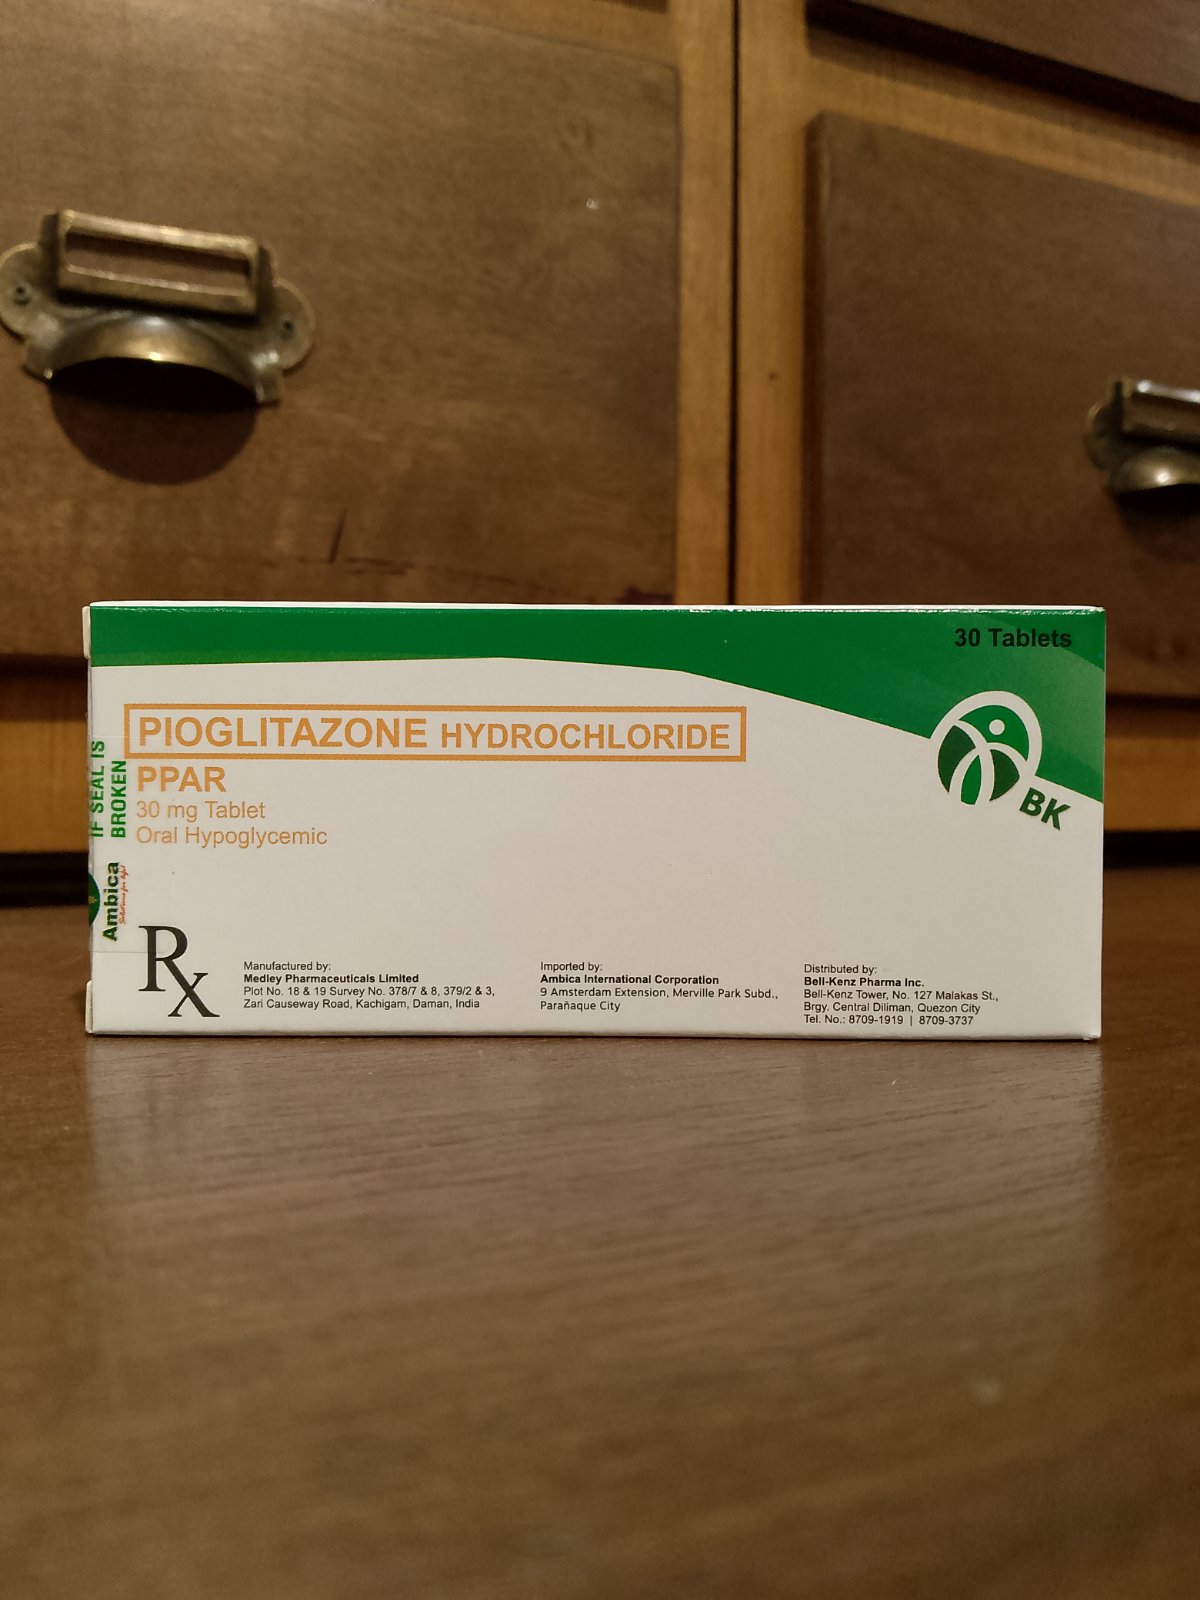 30 Tablets
PIOGLITAZONE HYDROCHLORIDE
PPAR
30 mg Tablet
Oral Hypoglycemic
BK
IF SEAL IS
BROKEN
Ambica
Rx
Manufactured by:
Medley Pharmaceuticals Limited
Plot No. 18 & 19 Survey No. 378/7 & 8, 379/2 & 3,
Zari Causeway Road, Kachigam, Daman, India
Imported by:
Ambica International Corporation
9 Amsterdam Extension, Merville Park Subd.,
Parañaque City
Distributed by:
Bell-Kenz Pharma Inc.
Bell-Kenz Tower, No. 127 Malakas St.,
Brgy. Central Diliman, Quezon City
Tel. No.: 8709-1919 | 8709-3737